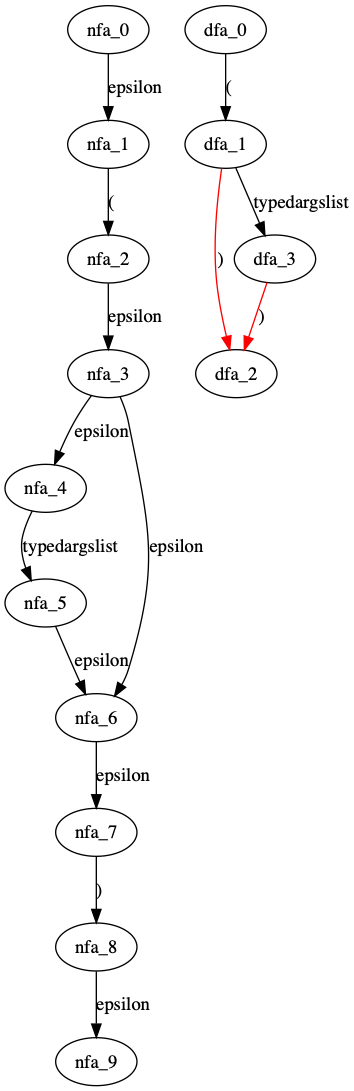 nfa_0
dfa_0
epsilon
(
nfa_1
dfa_1
(
typedargslist
nfa_2
)
dfa_3
epsilon
)
nfa_3
dfa_2
epsilon
nfa_4
typedargslist
epsilon
nfa_5
epsilon
nfa_6
epsilon
nfa_7
)
nfa_8
epsilon
nfa_9